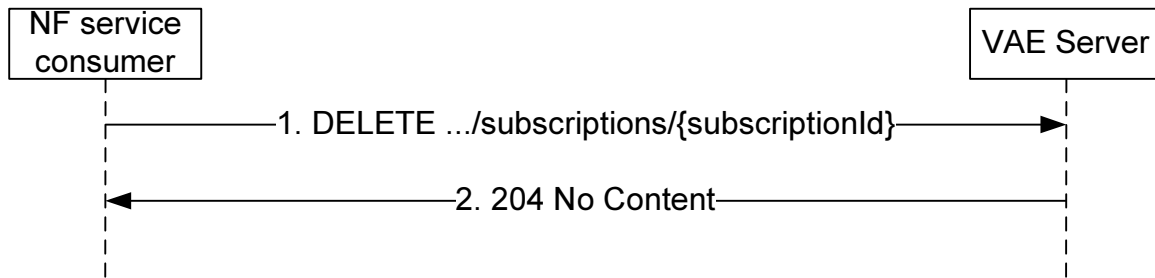 NF service
consumer
VAE Server
1. DELETE .../subscriptions/{subscriptionId}
2. 204 No Content